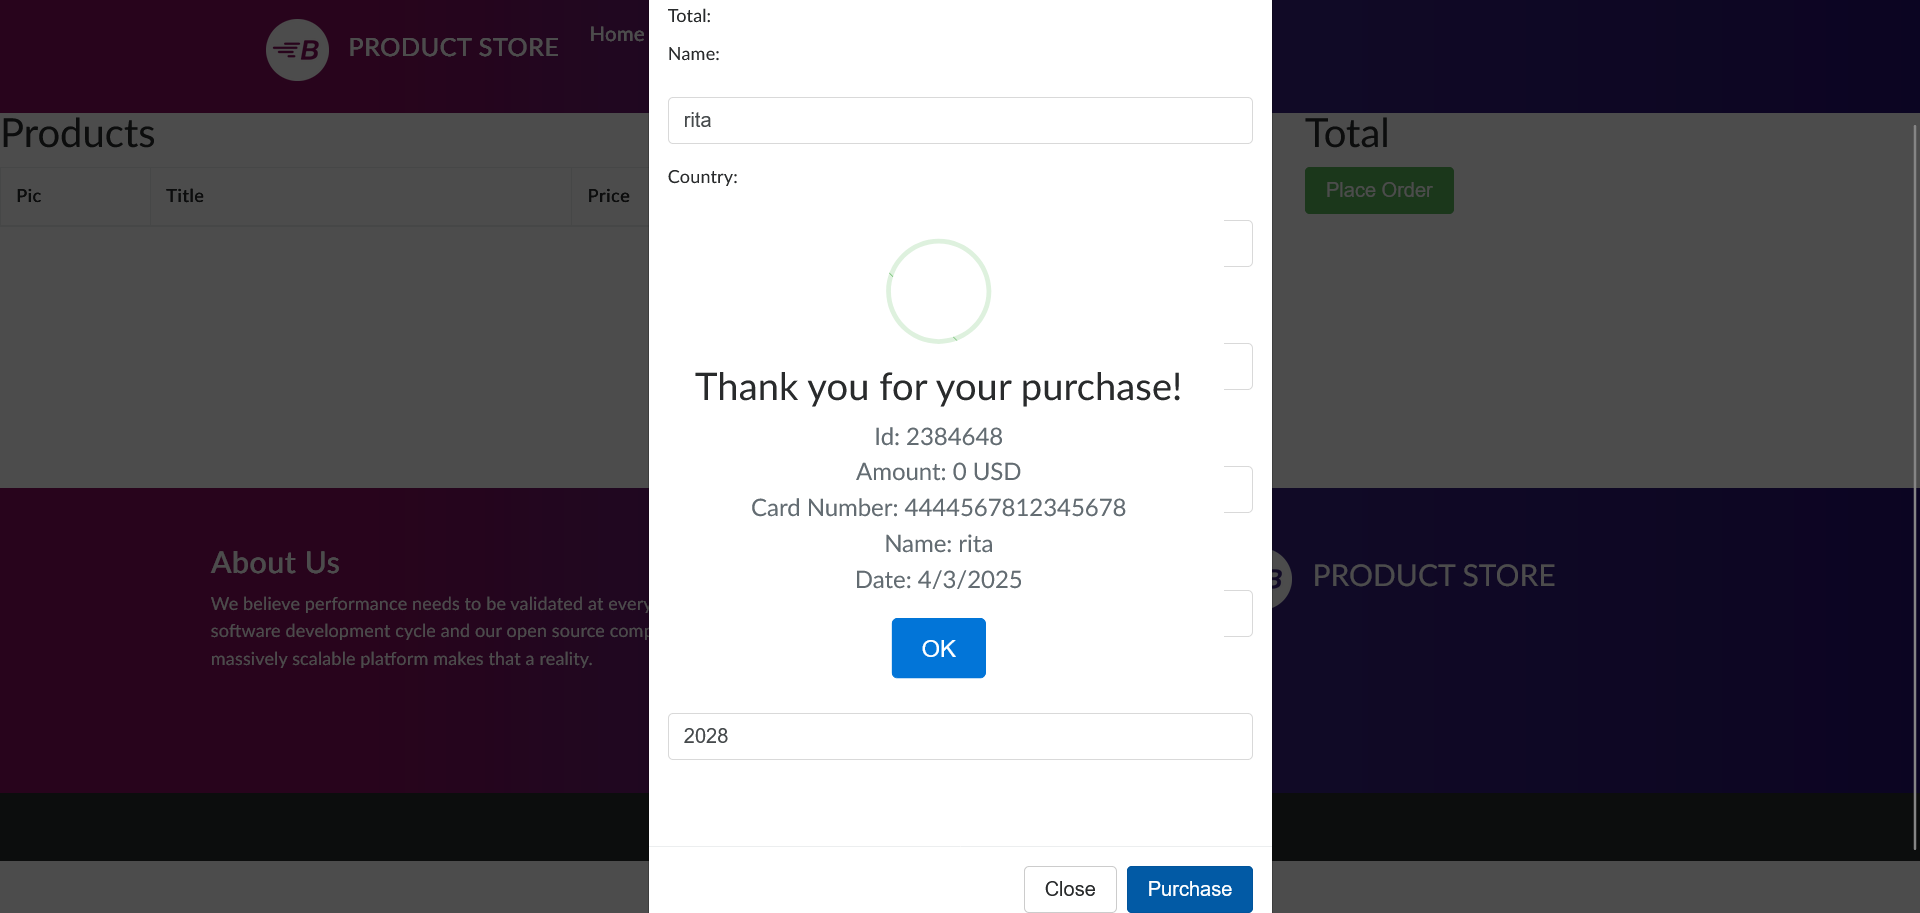 B PRODUCT STORE
Home
Products
Pic Title Price
Total:
Name:
rita
Country:
Thank you for your purchase!
Id: 2384648
Amount: 0 USD
Card Number: 4444567812345678
Name: rita
Date: 4/3/2025
OK
2028
Close Purchase
Total
Place Order
About Us
We believe performance needs to be validated at every
software development cycle and our open source comp
massively scalable platform makes that a reality.
B PRODUCT STORE